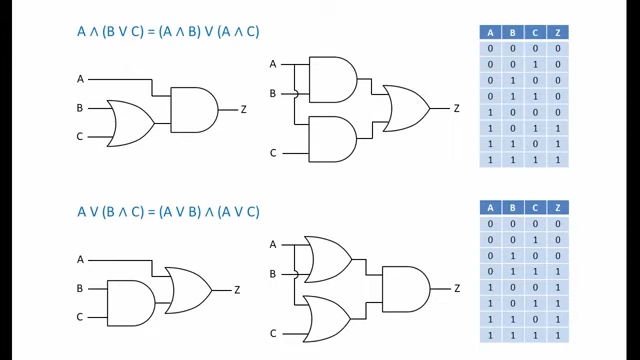 A ∧ (B V C) = (A ∧ B) V (A ∧ C)
A
B
C
Z
A
B
C
Z
A B C Z
0 0 0 0
0 0 1 0
0 1 0 0
0 1 1 0
1 0 0 0
1 0 1 1
1 1 0 1
1 1 1 1
A V (B ∧ C) = (A V B) ∧ (A V C)
A
B
C
Z
A
B
C
Z
A B C Z
0 0 0 0
0 0 1 0
0 1 0 0
0 1 1 1
1 0 0 1
1 0 1 1
1 1 0 1
1 1 1 1